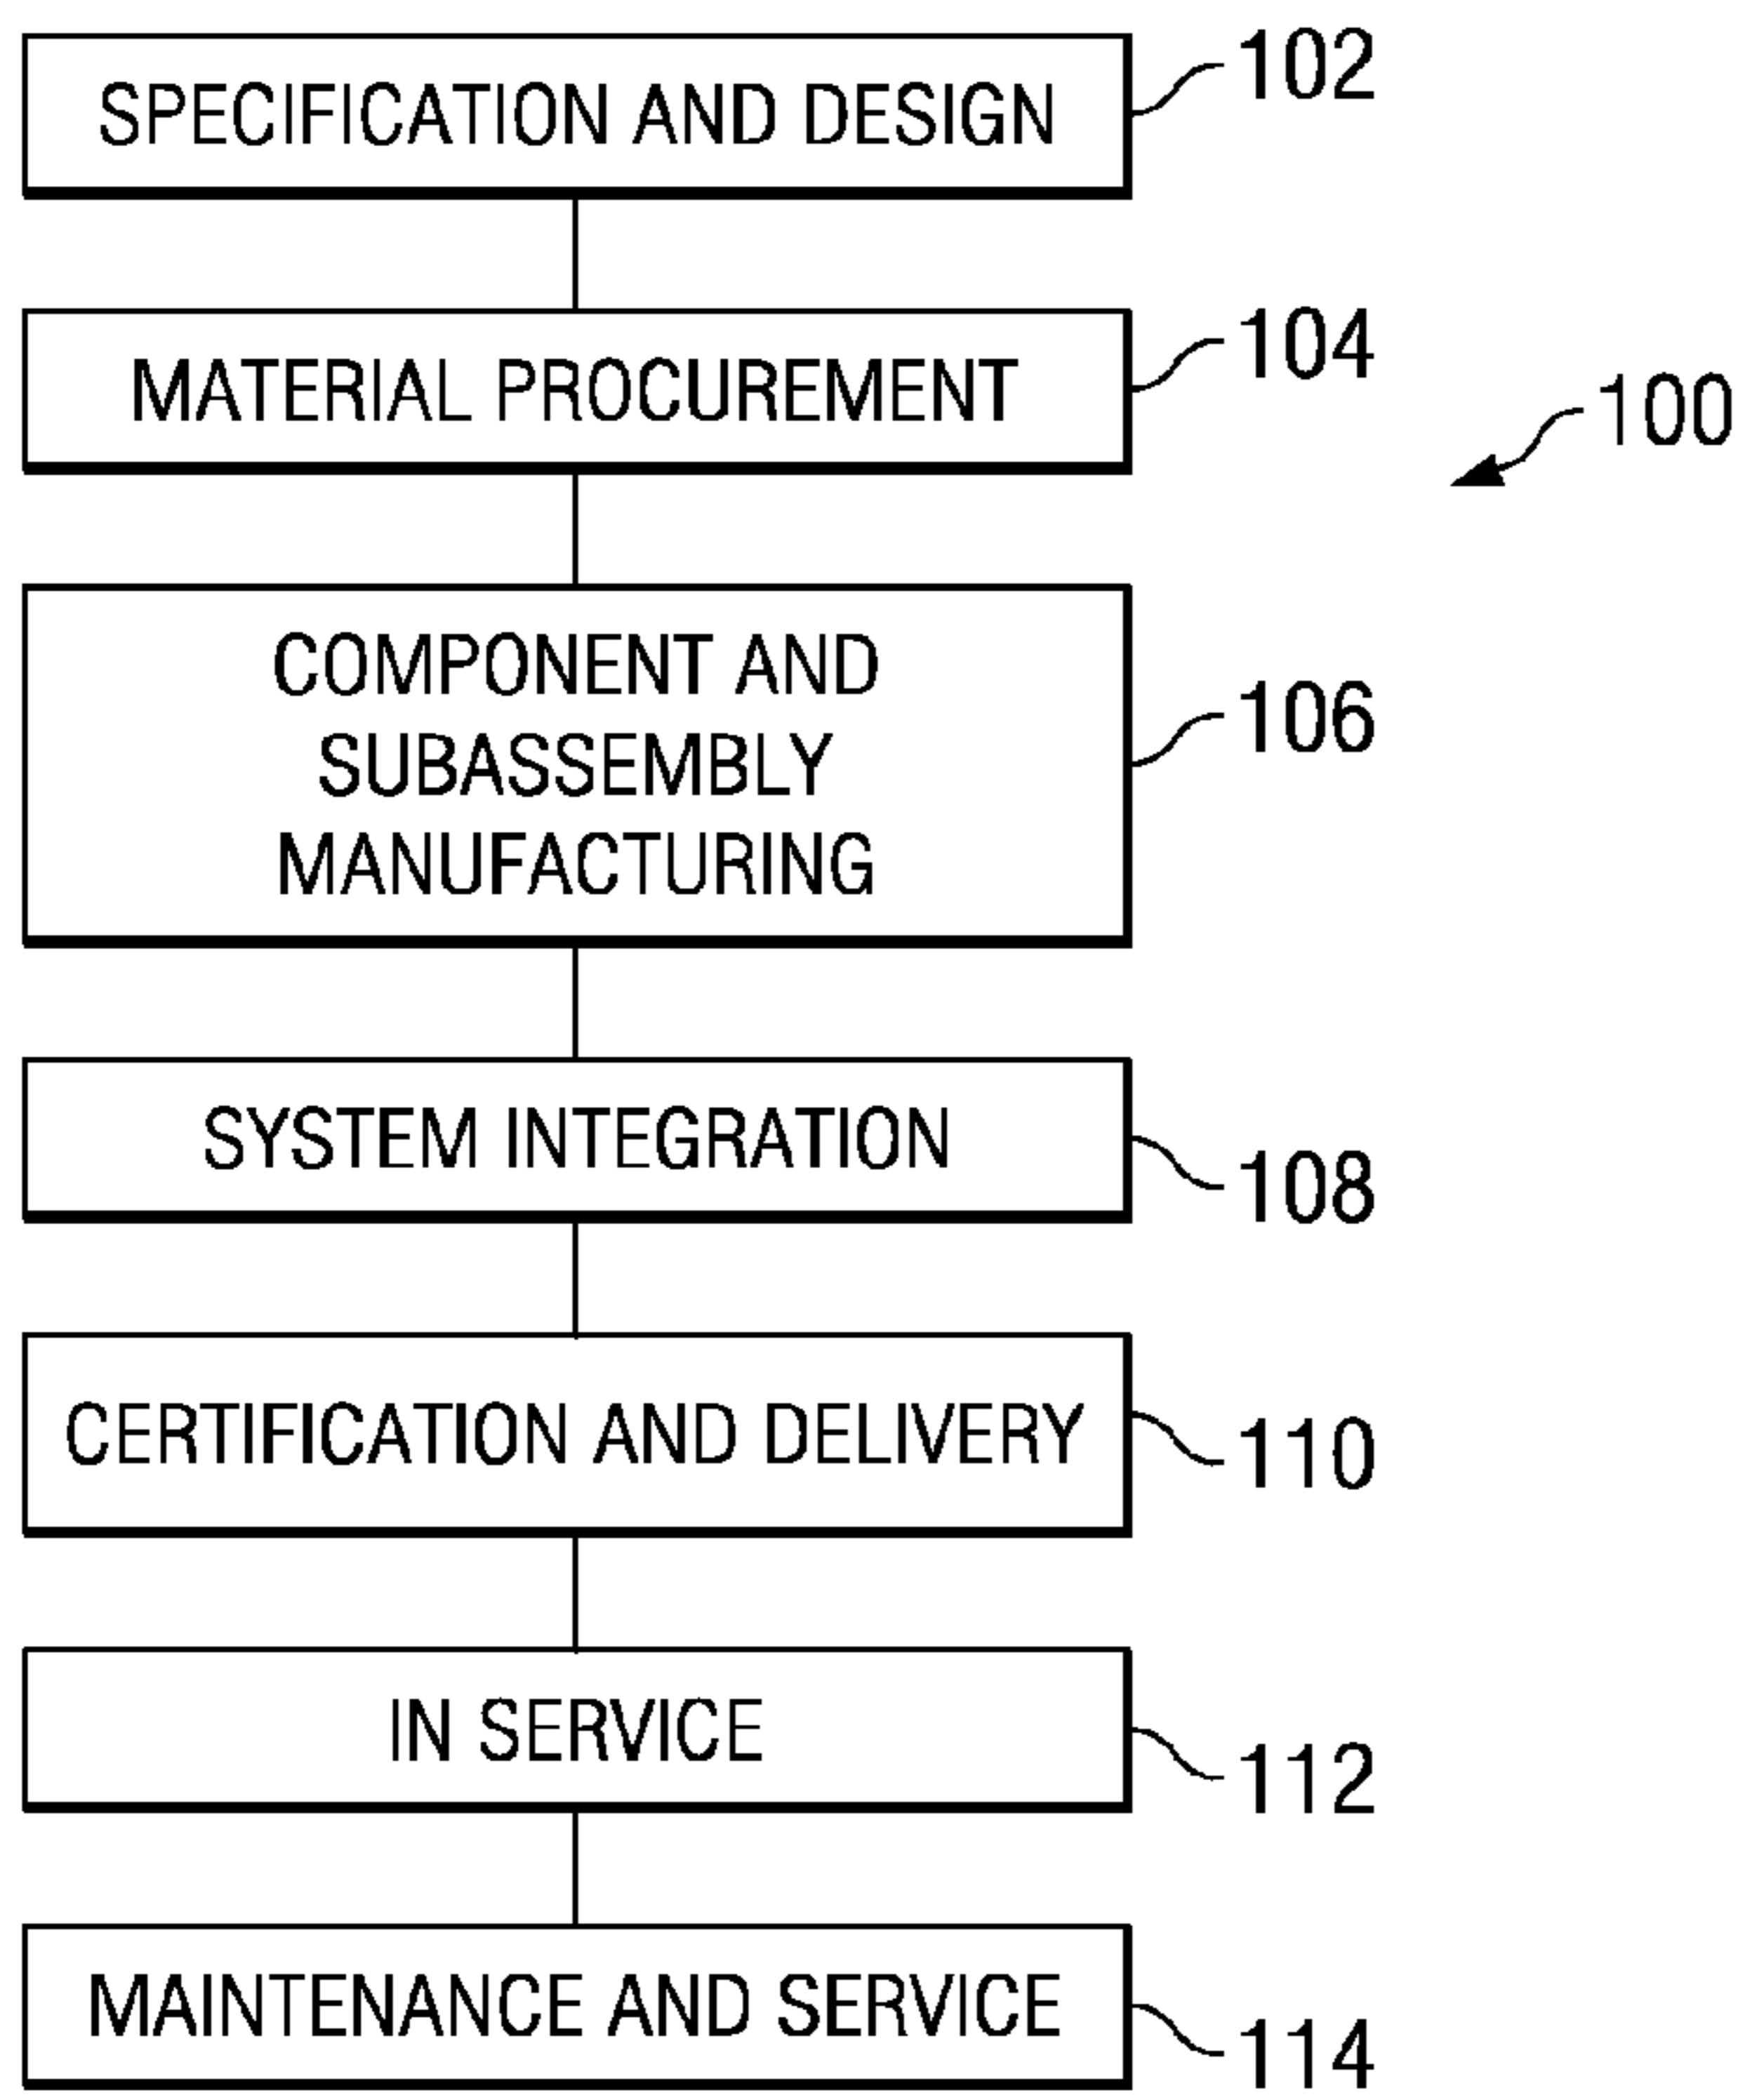 SPECIFICATION AND DESIGN
102
MATERIAL PROCUREMENT
104
100
COMPONENT AND
SUBASSEMBLY
MANUFACTURING
106
SYSTEM INTEGRATION
108
CERTIFICATION AND DELIVERY
110
IN SERVICE
112
MAINTENANCE AND SERVICE
114